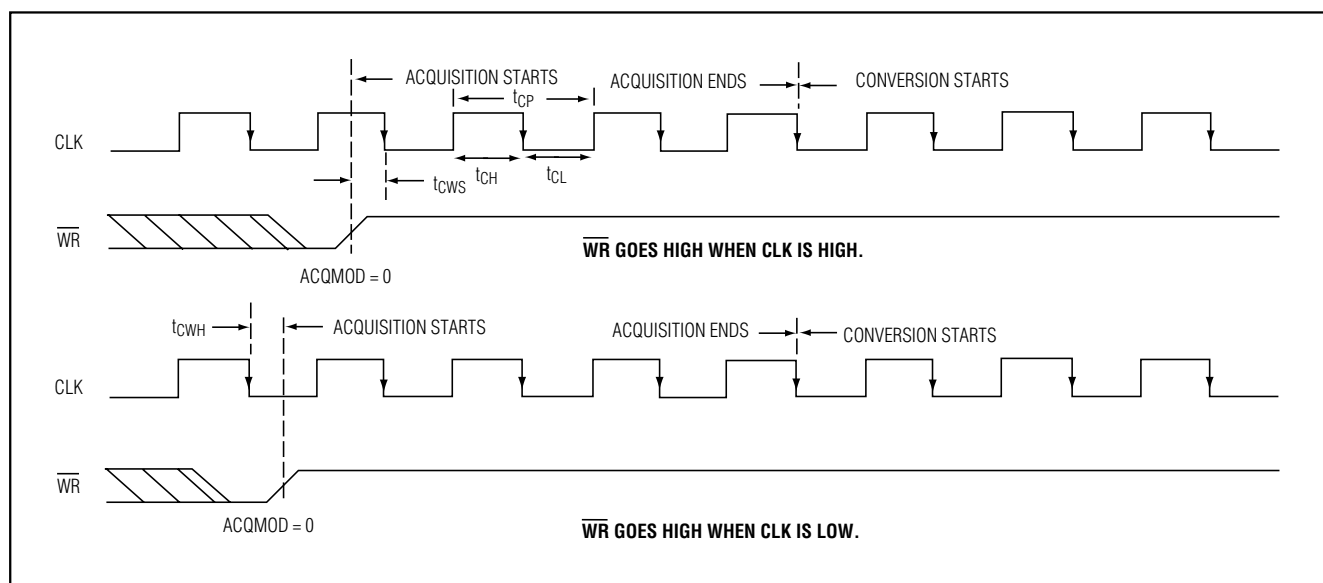 ACQUISITION STARTS
ACQUISITION ENDS
CONVERSION STARTS
tCP
CLK
tCWS
tCH
tCL
WR
WR GOES HIGH WHEN CLK IS HIGH.
ACQMOD = 0
tCWH
ACQUISITION STARTS
ACQUISITION ENDS
CONVERSION STARTS
CLK
WR
ACQMOD = 0
WR GOES HIGH WHEN CLK IS LOW.